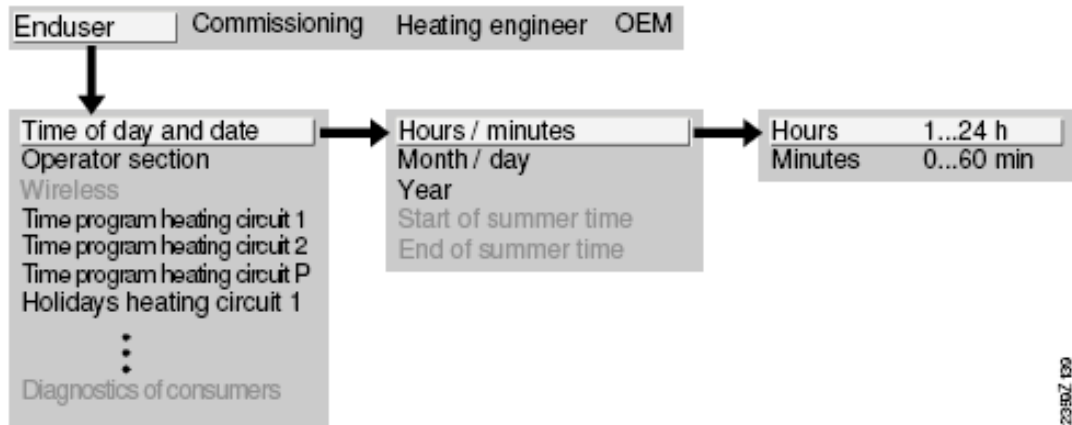 Enduser Commissioning Heating engineer OEM
Time of day and date
Operator section
Wireless
Time program heating circuit 1
Time program heating circuit 2
Time program heating circuit P
Holidays heating circuit 1
Diagnostics of consumers
Hours / minutes
Month / day
Year
Start of summer time
End of summer time
Hours 1...24 h
Minutes 0...60 min
2358Z193